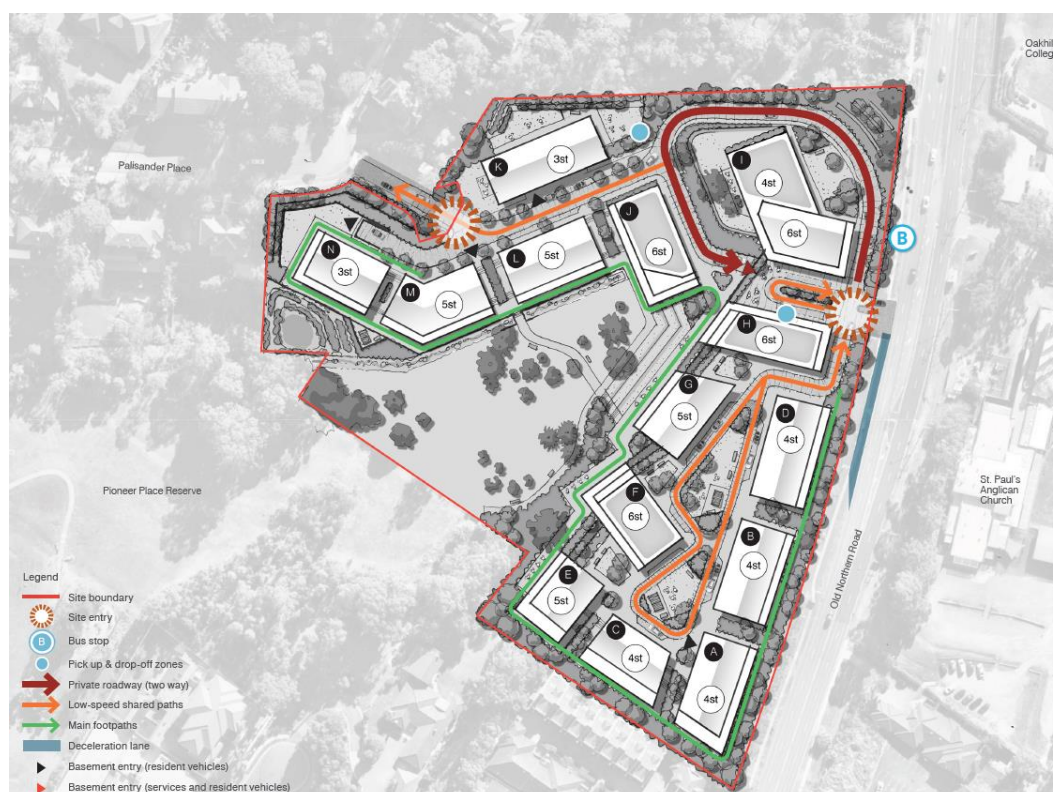 Oakhill
Colleg
Palisander Place
K
3st
I
4st
J
6st
6st
B
N
3st
L
5st
M
5st
H
6st
G
5st
D
4st
F
6st
B
4st
E
5st
C
4st
A
4st
Pioneer Place Reserve
St. Paul's
Anglican
Church
Old Northern Road
Legend
Site boundary
Site entry
B
Bus stop
Pick up & drop-off zones
Private roadway (two way)
Low-speed shared paths
Main footpaths
Deceleration lane
Basement entry (resident vehicles)
Basement entry (services and resident vehicles)